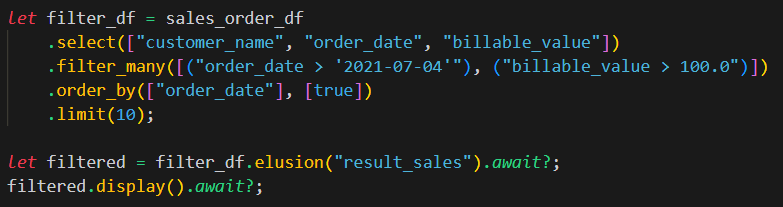 let filter_df = sales_order_df
    .select(["customer_name", "order_date", "billable_value"])
    .filter_many([("order_date > '2021-07-04'"), ("billable_value > 100.0")])
    .order_by(["order_date"], [true])
    .limit(10);

let filtered = filter_df.elusion("result_sales").await?;
filtered.display().await?;